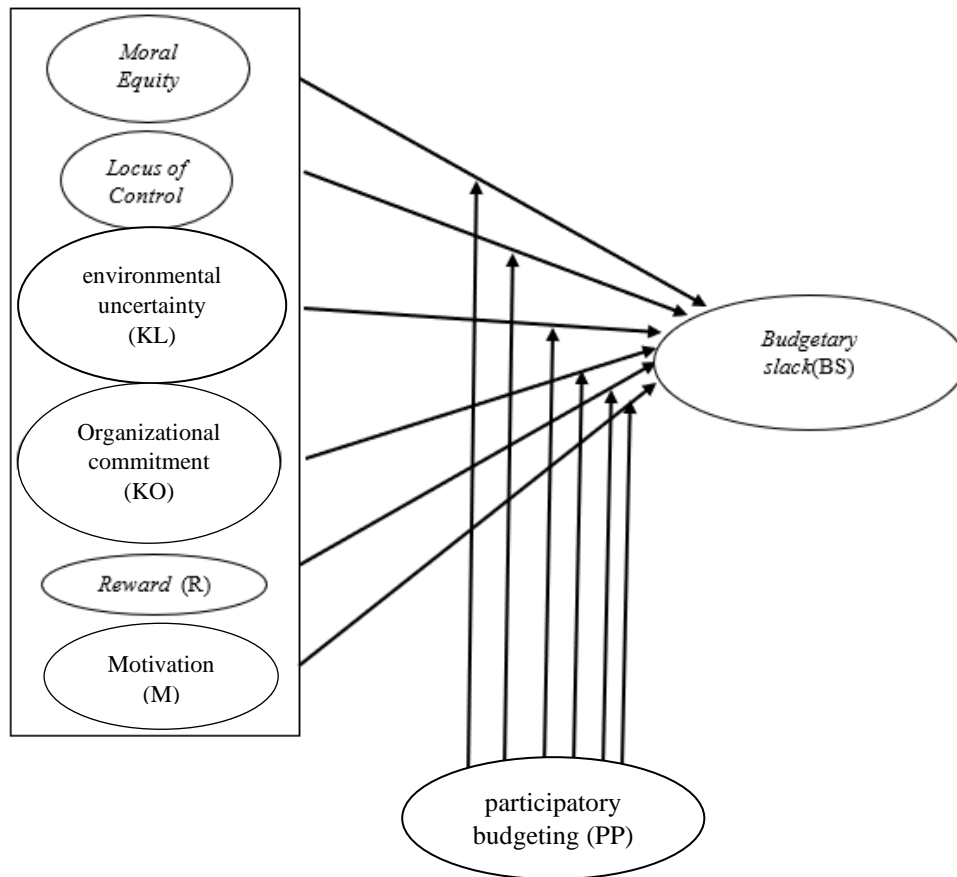 Moral
Equity
Locus of
Control
environmental
uncertainty
(KL)
Organizational
commitment
(KO)
Reward (R)
Motivation
(M)
Budgetary
slack(BS)
participatory
budgeting (PP)